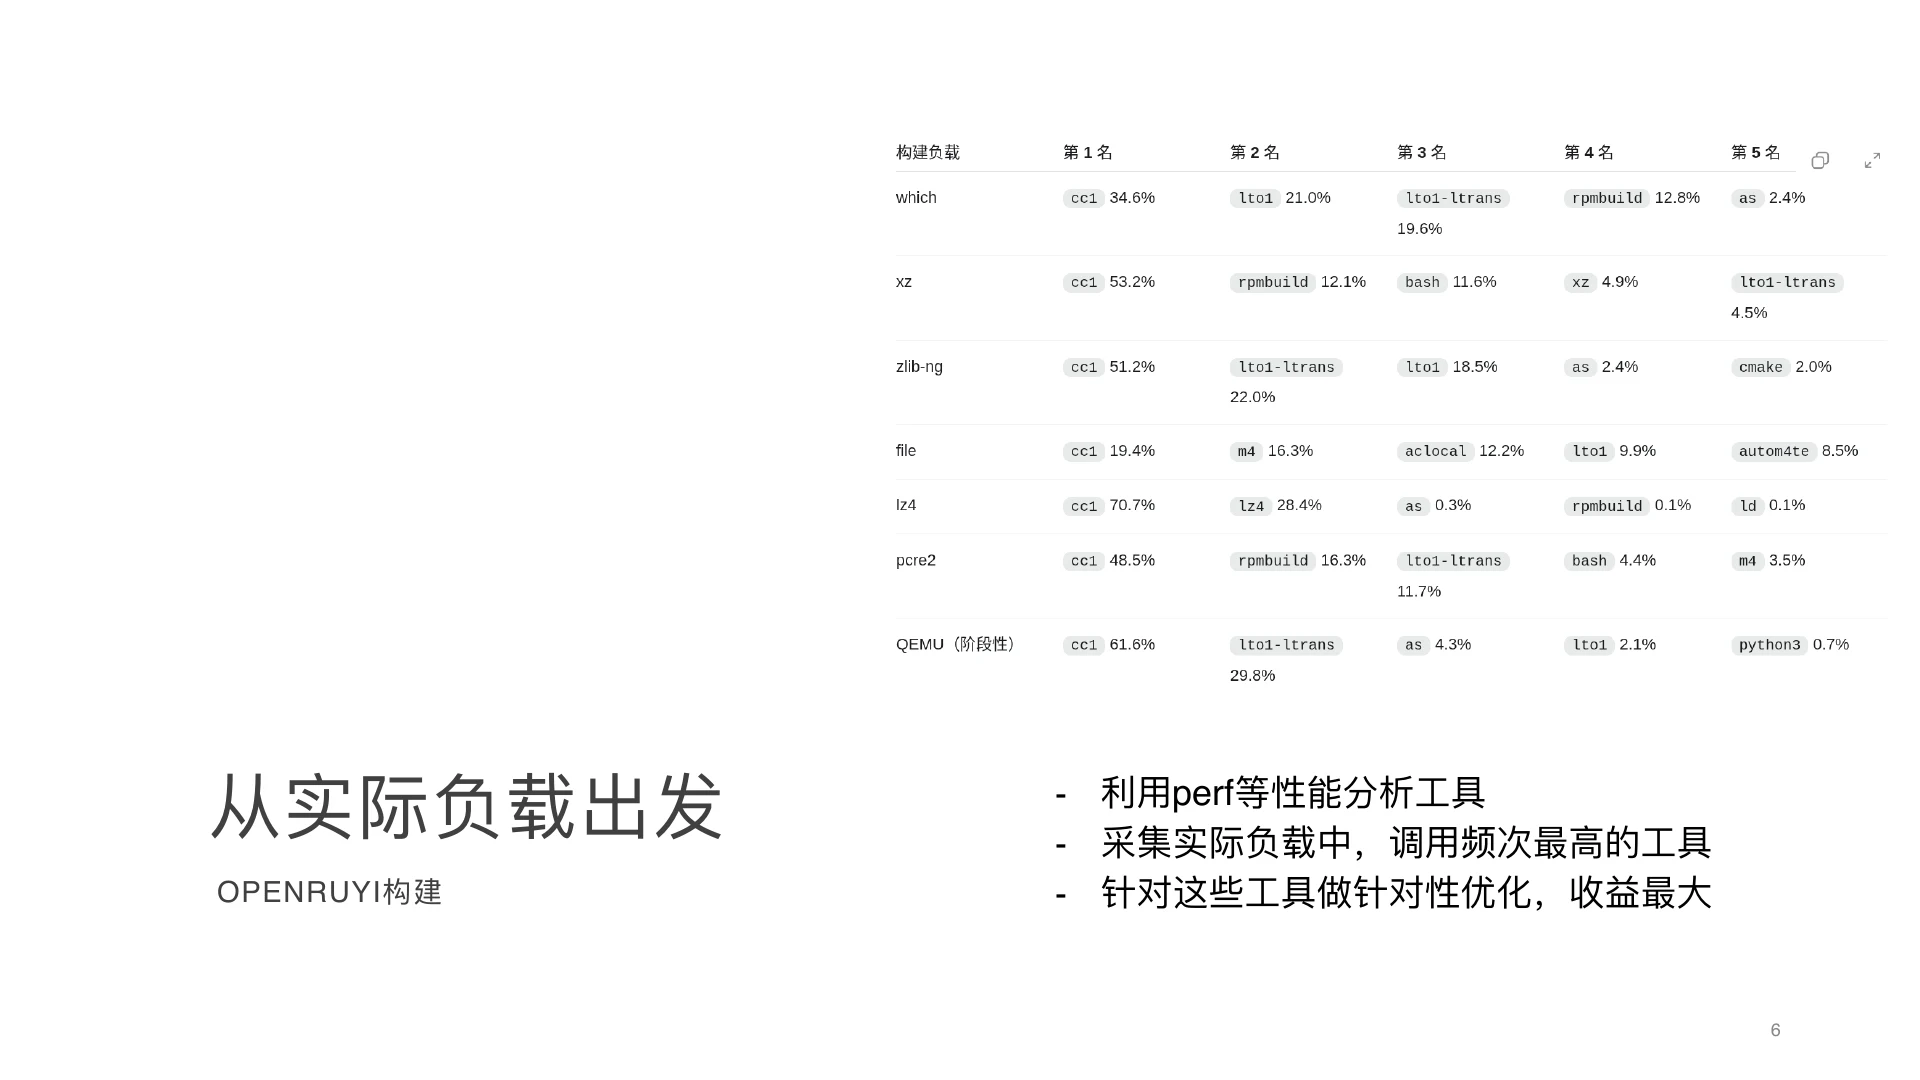 构建负载 第 1 名 第 2 名 第 3 名 第 4 名 第 5 名
which cc1 34.6% lto1 21.0% lto1-ltrans 19.6% rpmbuild 12.8% as 2.4%
xz cc1 53.2% rpmbuild 12.1% bash 11.6% xz 4.9% lto1-ltrans 4.5%
zlib-ng cc1 51.2% lto1-ltrans 22.0% lto1 18.5% as 2.4% cmake 2.0%
file cc1 19.4% m4 16.3% aclocal 12.2% lto1 9.9% autom4te 8.5%
lz4 cc1 70.7% lz4 28.4% as 0.3% rpmbuild 0.1% ld 0.1%
pcre2 cc1 48.5% rpmbuild 16.3% lto1-ltrans 11.7% bash 4.4% m4 3.5%
QEMU（阶段性） cc1 61.6% lto1-ltrans 29.8% as 4.3% lto1 2.1% python3 0.7%
从实际负载出发
OPENRUYI构建
- 利用perf等性能分析工具
- 采集实际负载中，调用频次最高的工具
- 针对这些工具做针对性优化，收益最大
6